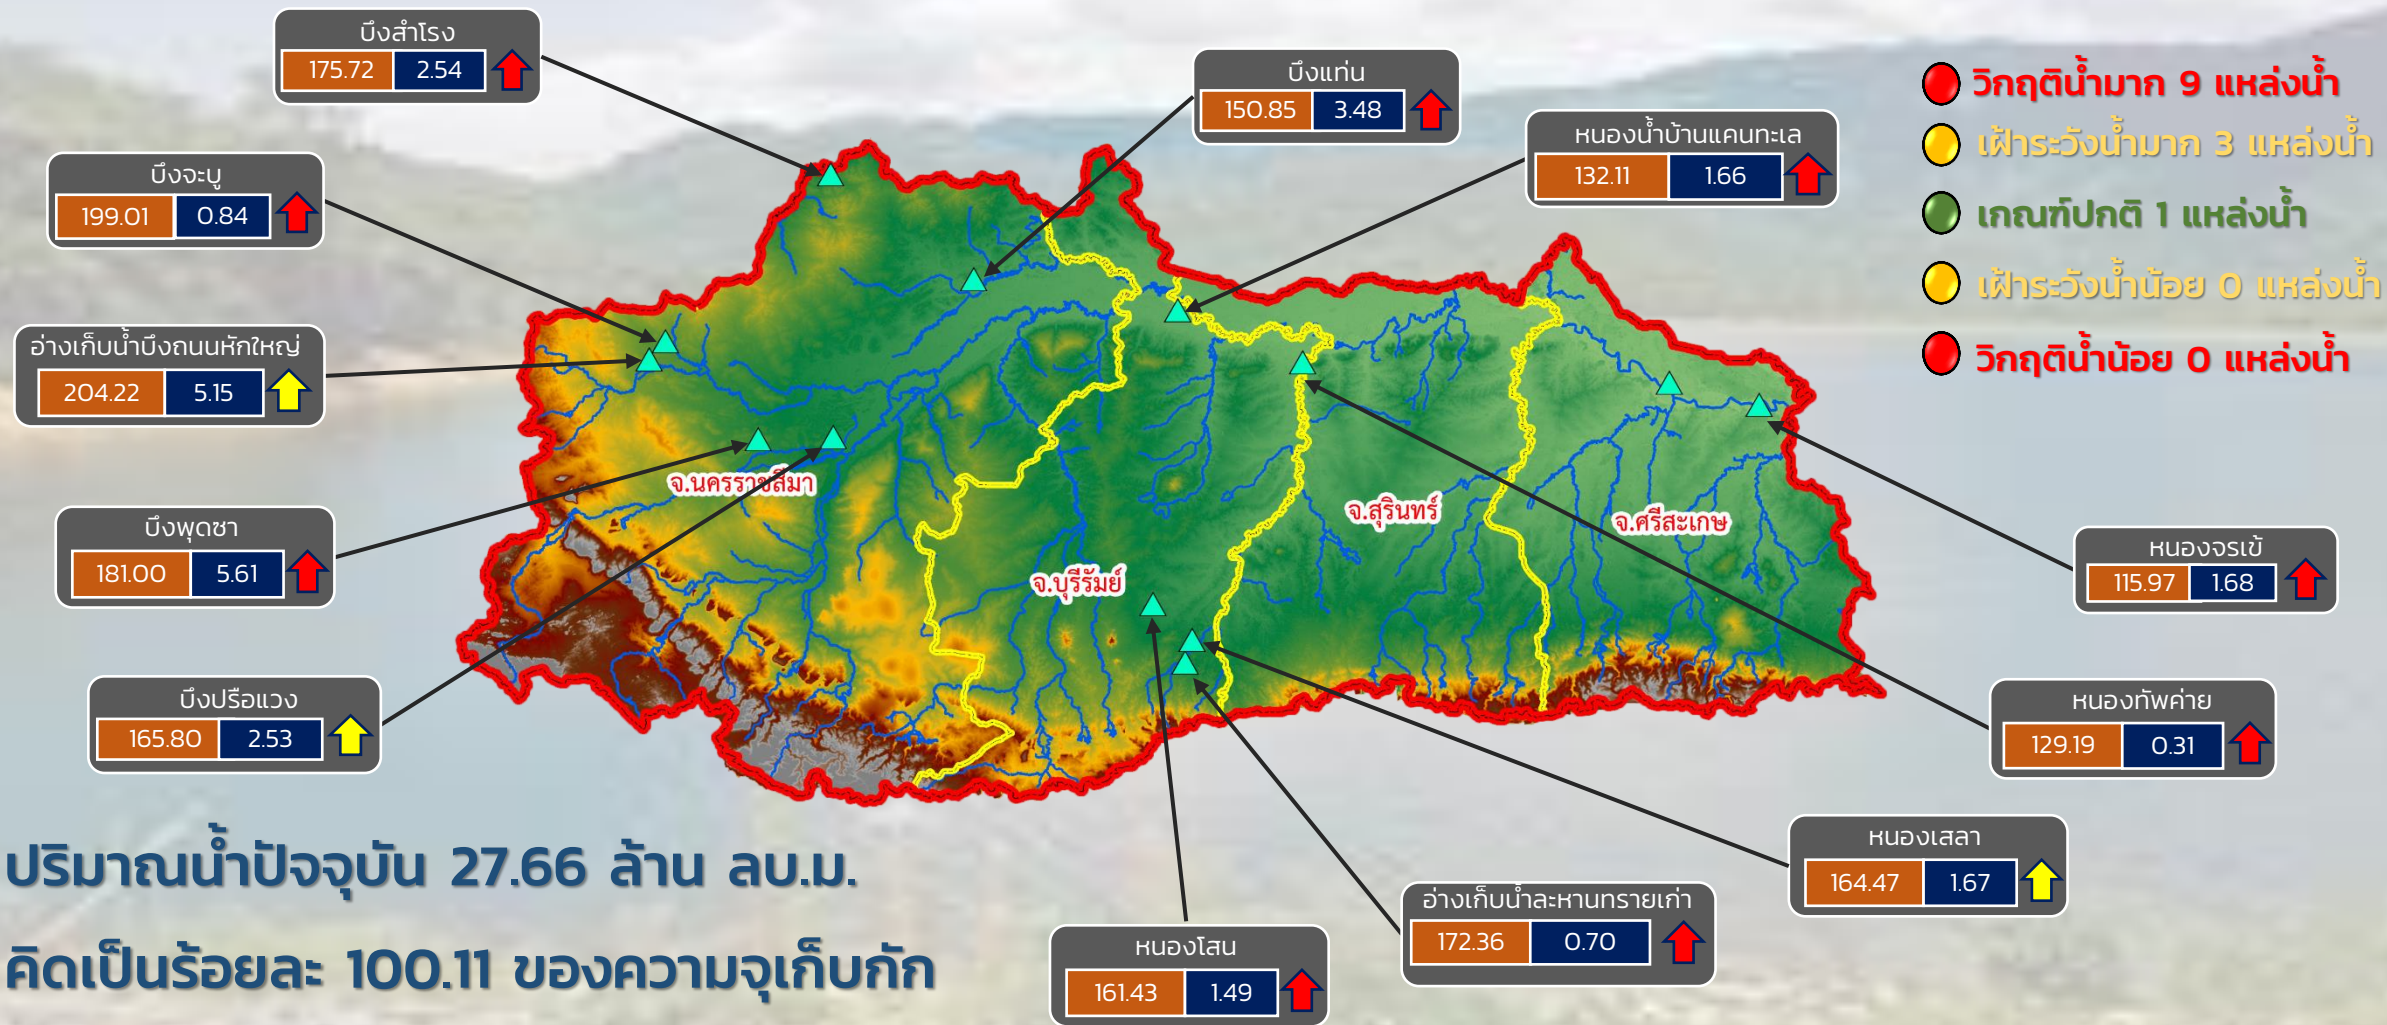 บึงสำโรง
175.72 2.54
บึงแท่น
150.85 3.48
หนองน้ำบ้านแคนทะเล
132.11 1.66
วิกฤติน้ำมาก 9 แหล่งน้ำ
เฝ้าระวังน้ำมาก 3 แหล่งน้ำ
เกณฑ์ปกติ 1 แหล่งน้ำ
เฝ้าระวังน้ำน้อย 0 แหล่งน้ำ
วิกฤติน้ำน้อย 0 แหล่งน้ำ
บึงจะบู
199.01 0.84
อ่างเก็บน้ำบึงถนนหักใหญ่
204.22 5.15
บึงพุดซา
181.00 5.61
บึงปรือแวง
165.80 2.53
จ.นครราชสีมา
จ.บุรีรัมย์
จ.สุรินทร์
จ.ศรีสะเกษ
หนองจรเข้
115.97 1.68
หนองทัพค่าย
129.19 0.31
หนองเสลา
164.47 1.67
อ่างเก็บน้ำละหานทรายเก่า
172.36 0.70
หนองโสน
161.43 1.49
ปริมาณน้ำปัจจุบัน 27.66 ล้าน ลบ.ม.
คิดเป็นร้อยละ 100.11 ของความจุเก็บกัก